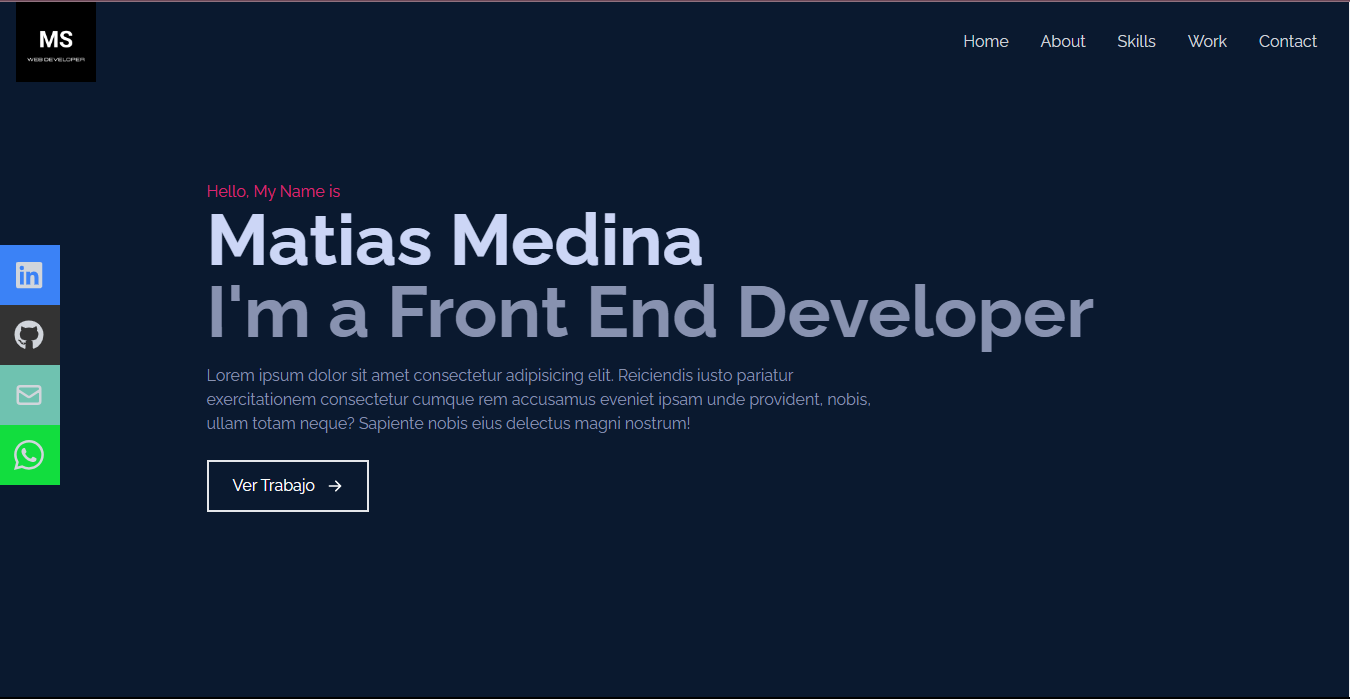 MS
WEB DEVELOPER
Home About Skills Work Contact
Hello, My Name is
Matias Medina
I'm a Front End Developer
Lorem ipsum dolor sit amet consectetur adipisicing elit. Reiciendis iusto pariatur
exercitationem consectetur cumque rem accusamus eveniet ipsam unde provident, nobis,
ullam totam neque? Sapiente nobis eius delectus magni nostrum!
in
Ver Trabajo